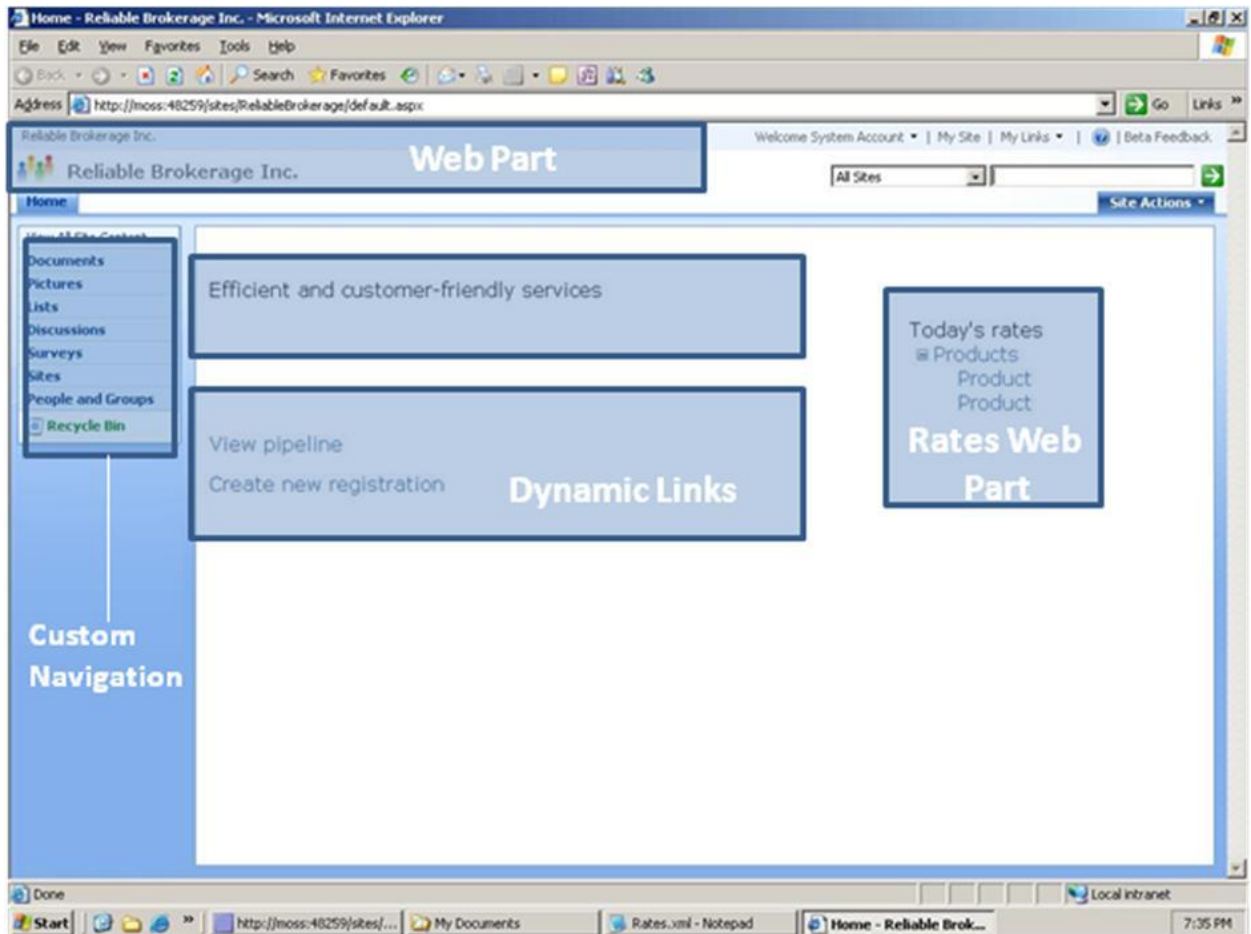 Home - Reliable Brokerage Inc. - Microsoft Internet Explorer
File Edit View Favorites Tools Help
Back Search Favorites
Address http://moss:48259/sites/ReliableBrokerage/default.aspx Go Links »
Reliable Brokerage Inc. Welcome System Account | My Site | My Links | | Beta Feedback
Reliable Brokerage Inc. Web Part All Sites
Home Site Actions
View All Site Content
Documents
Pictures
Lists
Discussions
Surveys
Sites
People and Groups
Recycle Bin
Efficient and customer-friendly services
View pipeline
Create new registration
Dynamic Links
Today's rates
Products
Product
Product
Rates Web
Part
Custom
Navigation
Done Local intranet
Start » http://moss:48259/sites/... My Documents Rates.xml - Notepad Home - Reliable Brok... 7:35 PM